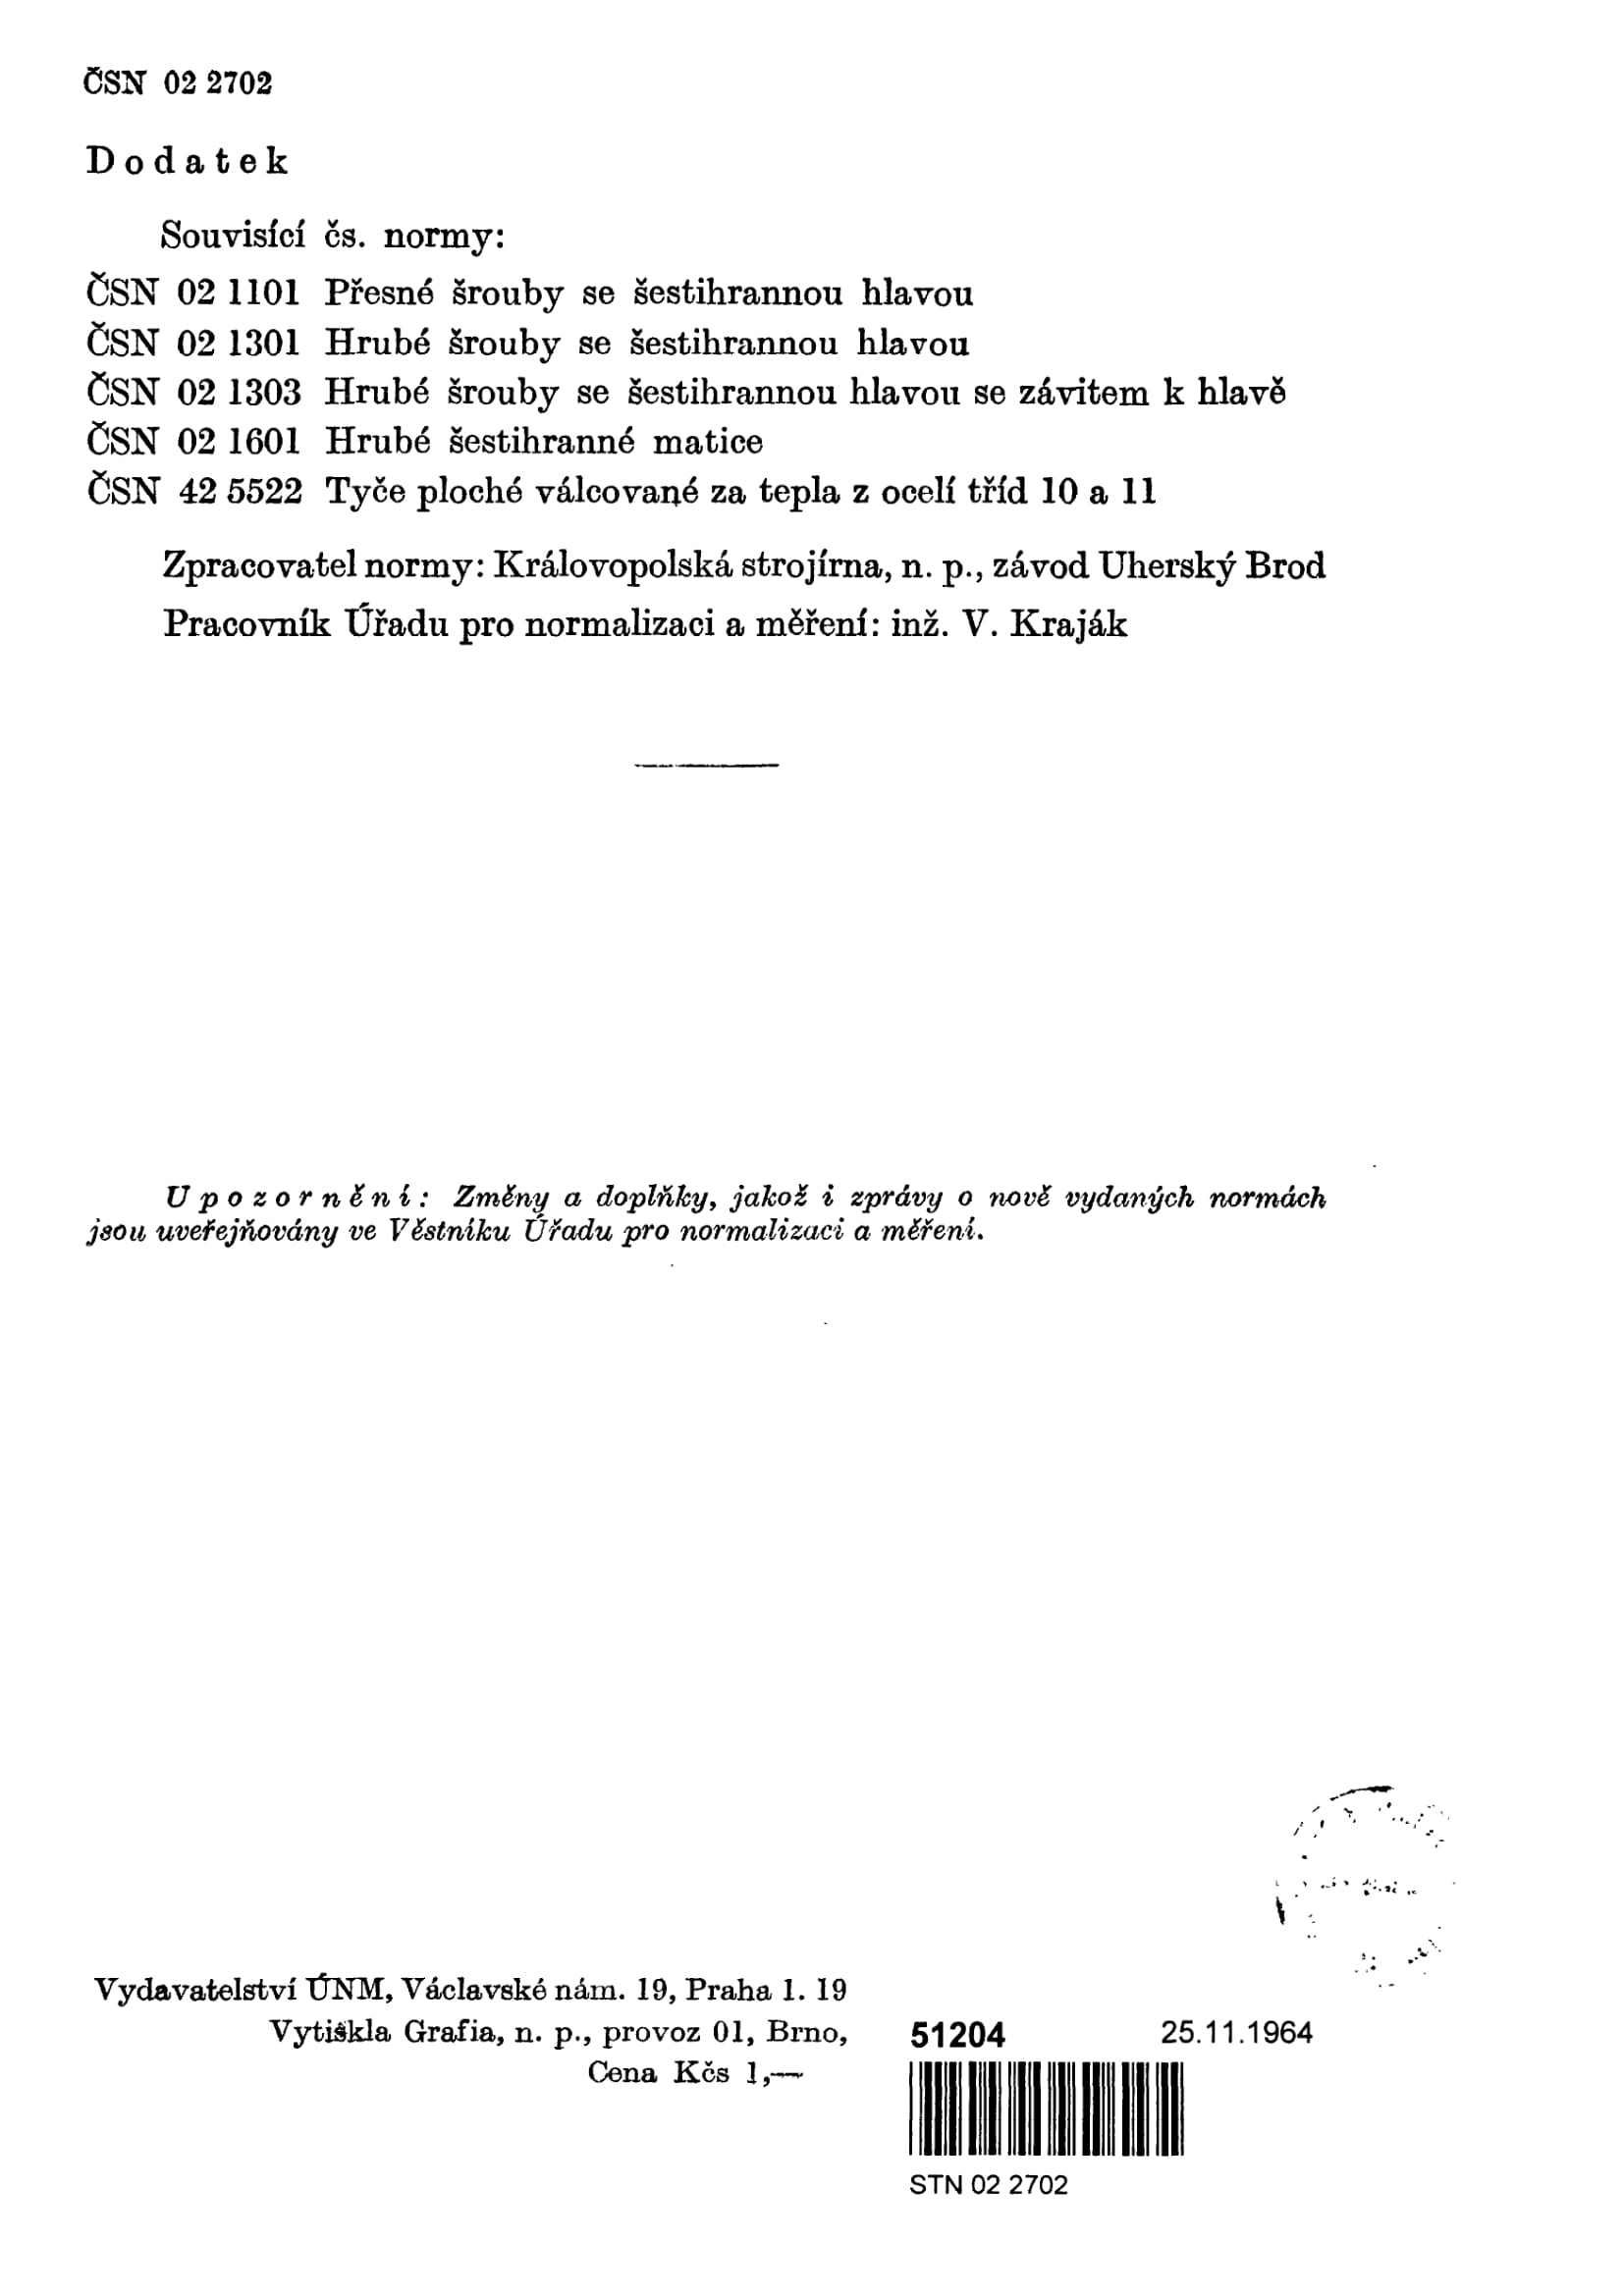 ČSN 02 2702
Dodatek
Souvisící čs. normy:
ČSN 02 1101 Přesné šrouby se šestihrannou hlavou
ČSN 02 1301 Hrubé šrouby se šestihrannou hlavou
ČSN 02 1303 Hrubé šrouby se šestihrannou hlavou se závitem k hlavě
ČSN 02 1601 Hrubé šestihranné matice
ČSN 42 5522 Tyče ploché válcované za tepla z ocelí tříd 10 a 11
Zpracovatel normy: Královopolská strojírna, n. p., závod Uherský Brod
Pracovník Úřadu pro normalizaci a měření: inž. V. Kraják
Upozornění: Změny a doplňky, jakož i zprávy o nově vydaných normách
jsou uveřejňovány ve Věstníku Úřadu pro normalizaci a měření.
Vydavatelství ÚNM, Václavské nám. 19, Praha 1. 19
Vytiskla Grafia, n. p., provoz 01, Brno,
Cena Kčs 1,—
51204 25.11.1964
STN 02 2702